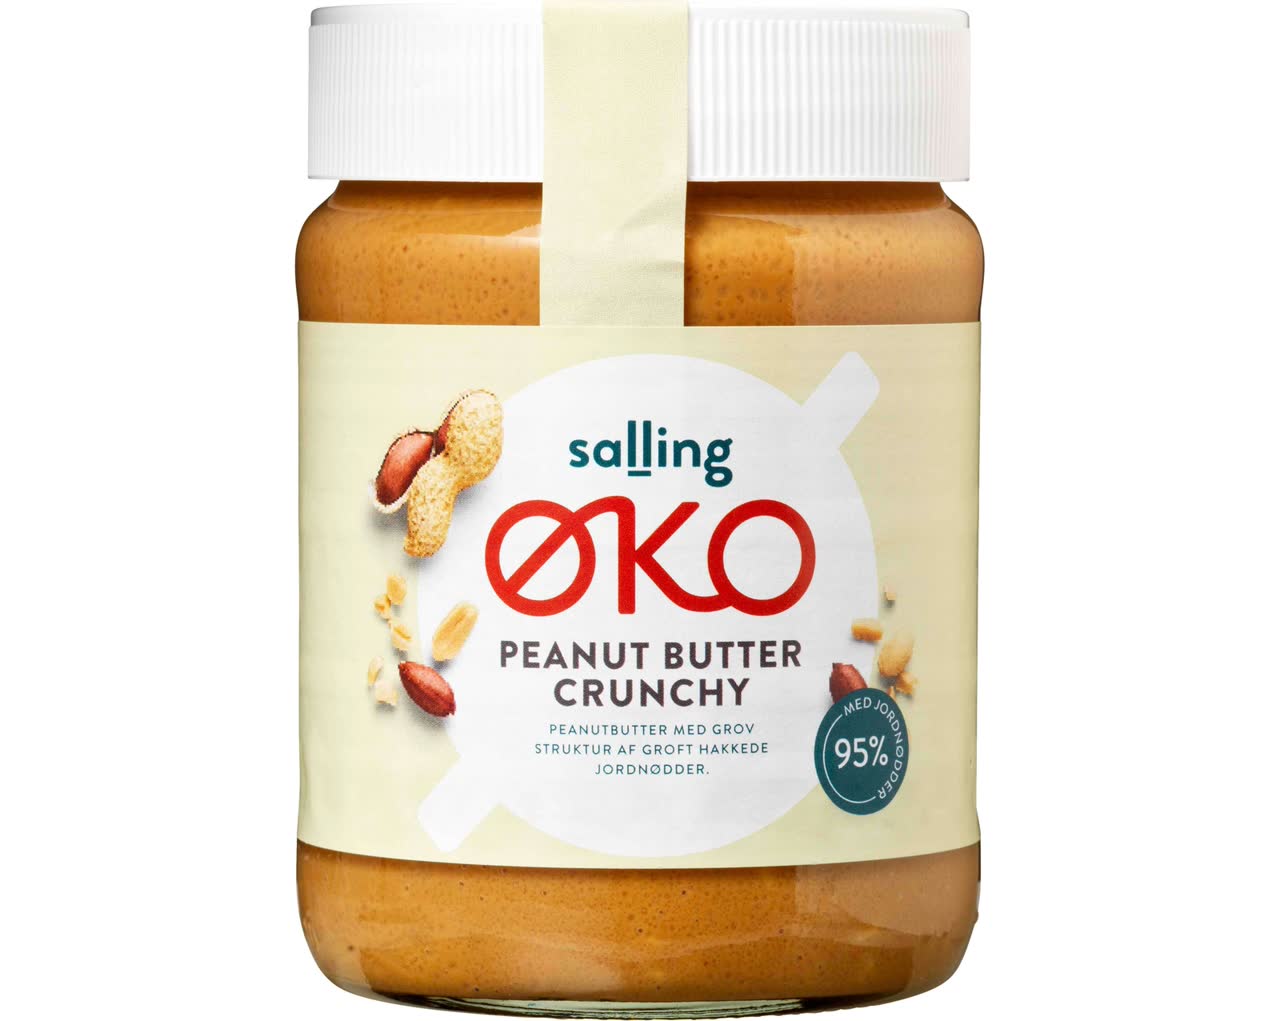 salling
ØKO
PEANUT BUTTER
CRUNCHY
PEANUTBUTTER MED GROV
STRUKTUR AF GROFT HAKKEDE
JORDNØDDER.
MED JORDNØDDER
95%